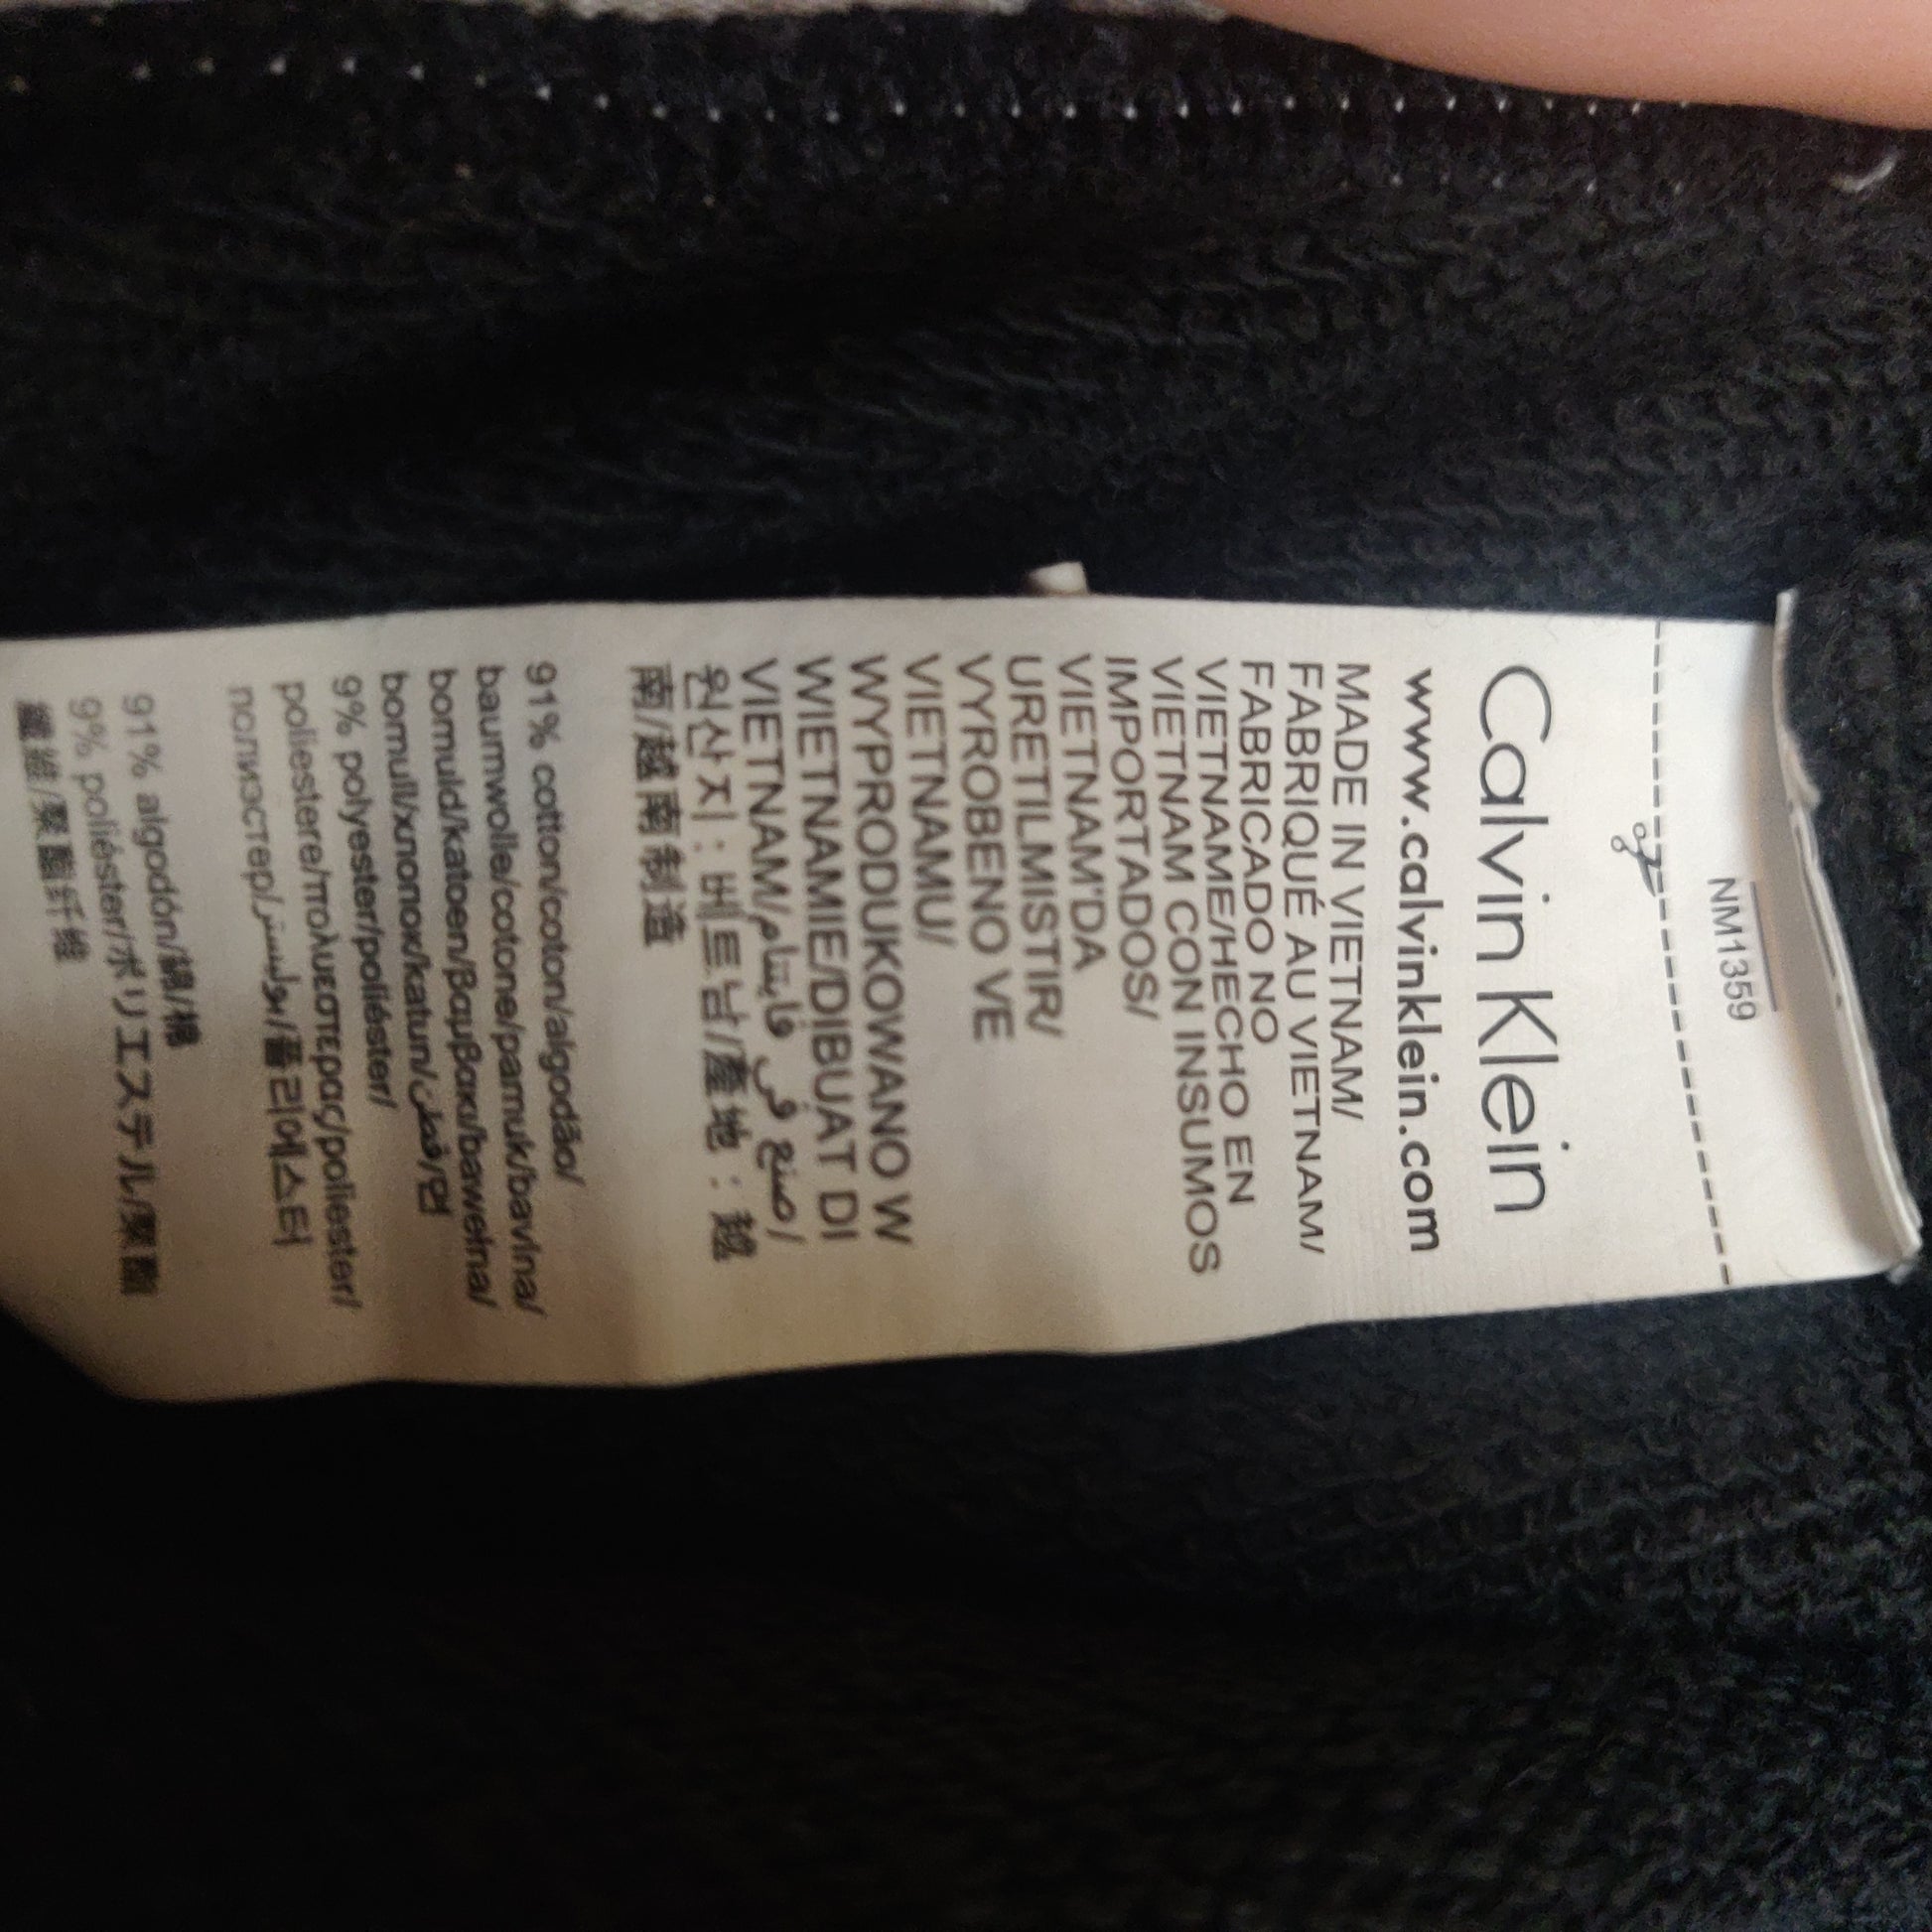 NM1359
Calvin Klein
www.calvinklein.com
MADE IN VIETNAM/
FABRIQUÉ AU VIETNAM/
FABRICADO NO
VIETNAME/HECHO EN
VIETNAM CON INSUMOS
IMPORTADOS/
VIETNAM'DA
URETILMISTIR/
VYROBENO VE
VIETNAMU/
WYPRODUKOWANO W
WIETNAMIE/DIBUAT DI
VIETNAM/صنع في فايتنام/
원산지 : 베트남/產地 : 越
南/越南制造
91% cotton/coton/algodão/
baumwolle/cotone/pamuk/bavlna/
bomuld/katoen/βαμβακι/bawełna/
bomull/хлопок/katun/قطن/면
9% polyester/poliéster/
poliestere/πολυεστερας/poliester/
полиэстер/بوليستر/폴리에스터
91% algodón/綿/棉
9% poliéster/ポリエステル/聚酯
纖維/聚酯纤维